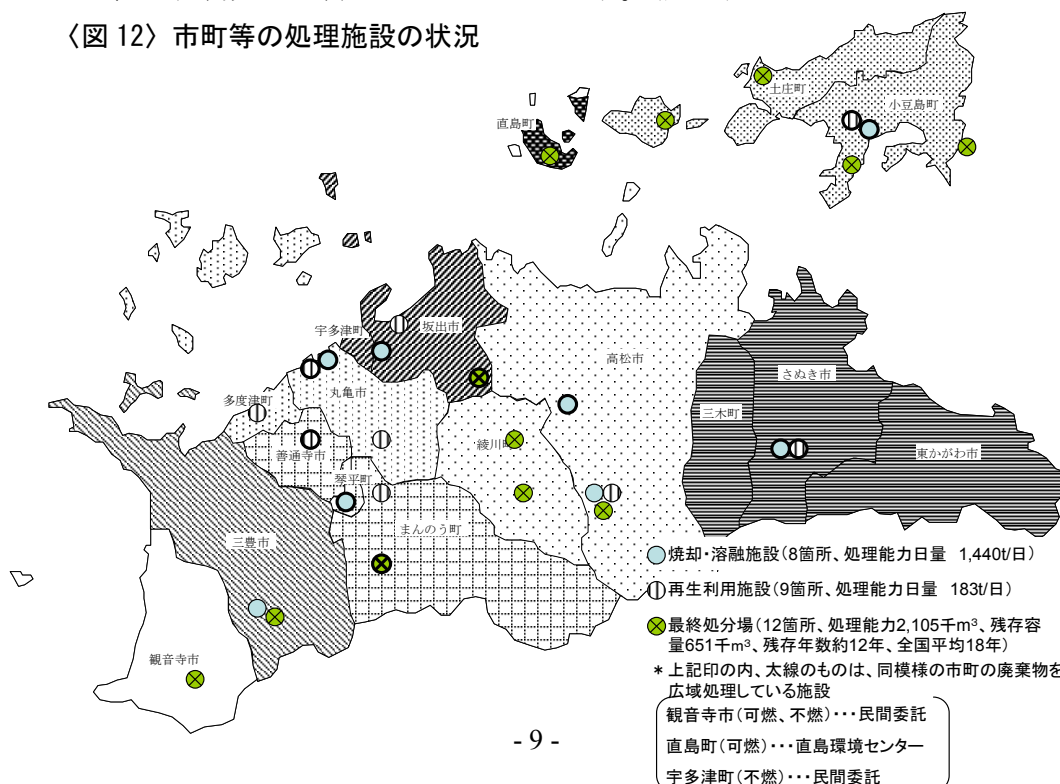 〈図 12〉市町等の処理施設の状況
土庄町
小豆島町
直島町
宇多津町
坂出市
高松市
さぬき市
多度津町
丸亀市
三木町
綾川町
善通寺市
東かがわ市
琴平町
まんのう町
三豊市
観音寺市
焼却・溶融施設(8箇所、処理能力日量 1,440t/日)
再生利用施設(9箇所、処理能力日量 183t/日)
最終処分場(12箇所、処理能力2,105千m³、残存容
量651千m³、残存年数約12年、全国平均18年)
* 上記印の内、太線のものは、同模様の市町の廃棄物を
広域処理している施設
観音寺市(可燃、不燃)・・・民間委託
直島町(可燃)・・・直島環境センター
宇多津町(不燃)・・・民間委託
- 9 -